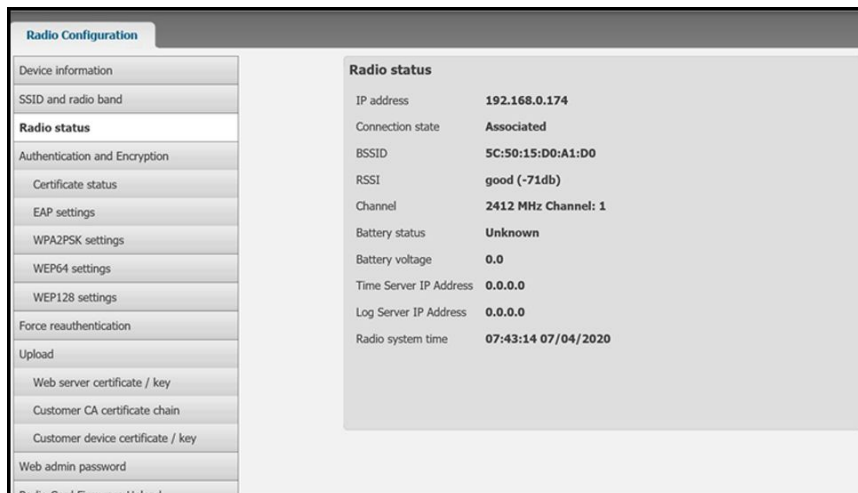 Radio Configuration
Device information
SSID and radio band
Radio status
Authentication and Encryption
Certificate status
EAP settings
WPA2PSK settings
WEP64 settings
WEP128 settings
Force reauthentication
Upload
Web server certificate / key
Customer CA certificate chain
Customer device certificate / key
Web admin password
Radio status
IP address 192.168.0.174
Connection state Associated
BSSID 5C:50:15:D0:A1:D0
RSSI good (-71db)
Channel 2412 MHz Channel: 1
Battery status Unknown
Battery voltage 0.0
Time Server IP Address 0.0.0.0
Log Server IP Address 0.0.0.0
Radio system time 07:43:14 07/04/2020